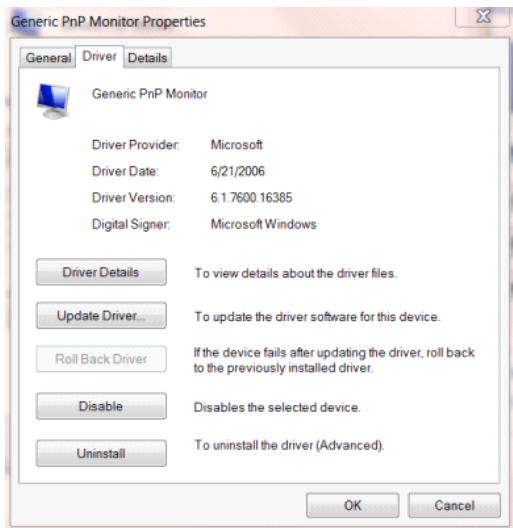 Generic PnP Monitor Properties
General Driver Details
Generic PnP Monitor
Driver Provider: Microsoft
Driver Date: 6/21/2006
Driver Version: 6.1.7600.16385
Digital Signer: Microsoft Windows
Driver Details To view details about the driver files.
Update Driver... To update the driver software for this device.
Roll Back Driver If the device fails after updating the driver, roll back
to the previously installed driver.
Disable Disables the selected device.
Uninstall To uninstall the driver (Advanced).
OK Cancel